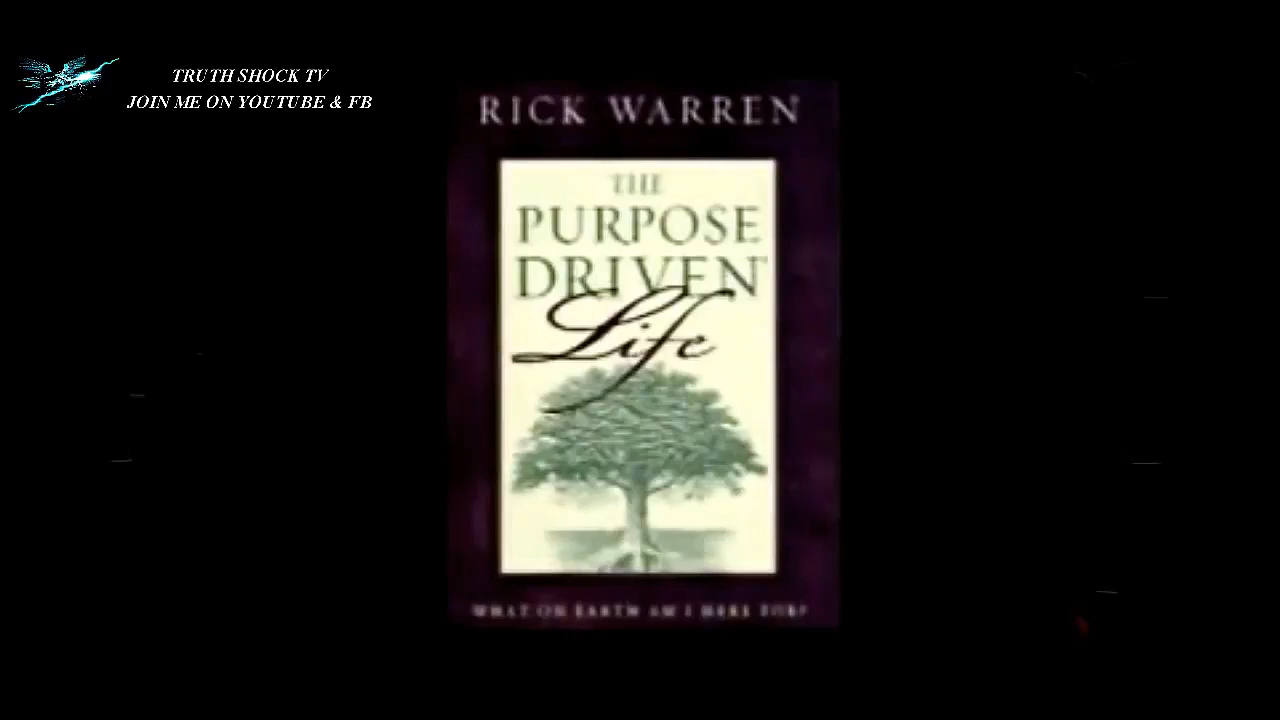 TRUTH SHOCK TV
JOIN ME ON YOUTUBE & FB
RICK WARREN
THE
PURPOSE
DRIVEN
Life
WHAT ON EARTH AM I HERE FOR?